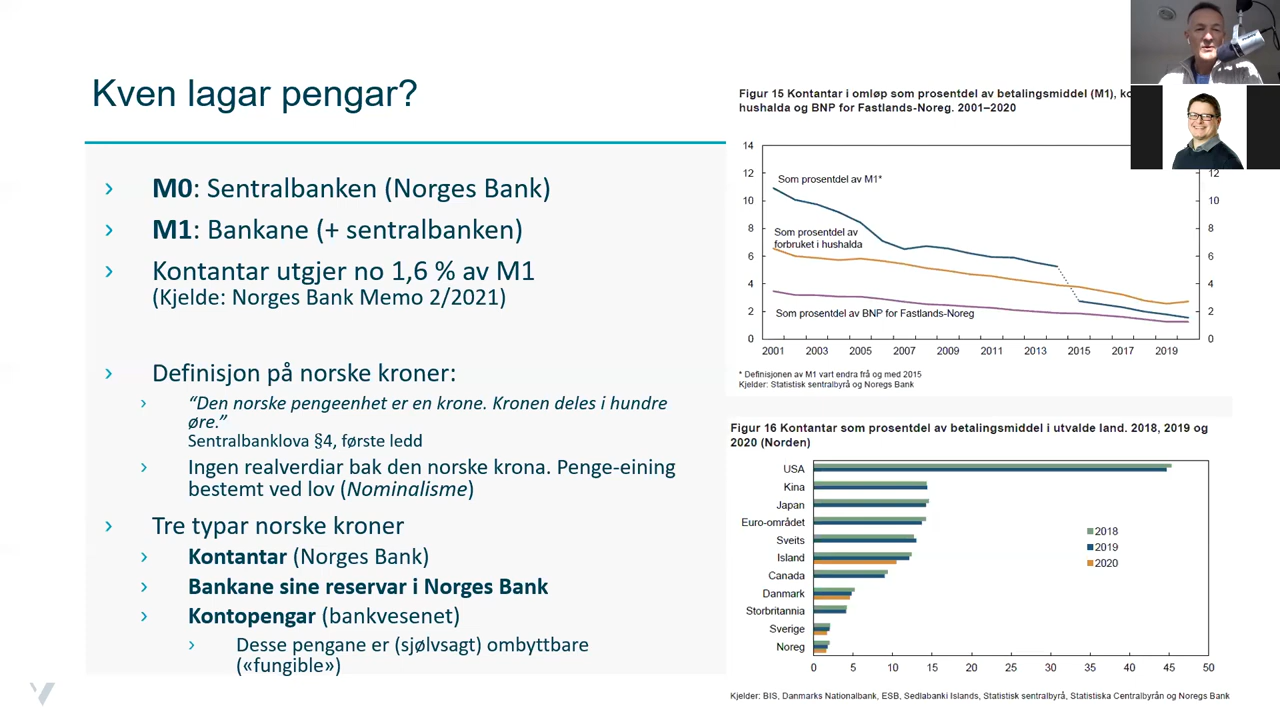 Kven lagar pengar?
M0: Sentralbanken (Norges Bank)
M1: Bankane (+ sentralbanken)
Kontantar utgjer no 1,6 % av M1
(Kjelde: Norges Bank Memo 2/2021)
Definisjon på norske kroner:
“Den norske pengeenhet er en krone. Kronen deles i hundre
øre.”
Sentralbanklova §4, første ledd
Ingen realverdiar bak den norske krona. Penge-eining
bestemt ved lov (Nominalisme)
Tre typar norske kroner
Kontantar (Norges Bank)
Bankane sine reservar i Norges Bank
Kontopengar (bankvesenet)
Desse pengane er (sjølvsagt) ombyttbare
(«fungible»)
Figur 15 Kontantar i omløp som prosentdel av betalingsmiddel (M1),
hushalda og BNP for Fastlands-Noreg. 2001–2020
14
12
10
8
6
4
2
0
Som prosentdel av M1*
Som prosentdel av
forbruket i hushalda
Som prosentdel av BNP for Fastlands-Noreg
12
10
8
6
4
2
0
2001 2003 2005 2007 2009 2011 2013 2015 2017 2019
* Definisjonen av M1 vart endra frå og med 2015
Kjelder: Statistisk sentralbyrå og Noregs Bank
Figur 16 Kontantar som prosentdel av betalingsmiddel i utvalde land. 2018, 2019 og
2020 (Norden)
USA
Kina
Japan
Euro-området
Sveits
Island
Canada
Danmark
Storbritannia
Sverige
Noreg
2018
2019
2020
0 5 10 15 20 25 30 35 40 45 50
Kjelder: BIS, Danmarks Nationalbank, ESB, Sedlabanki Islands, Statistisk sentralbyrå, Statistiska Centralbyrån og Noregs Bank